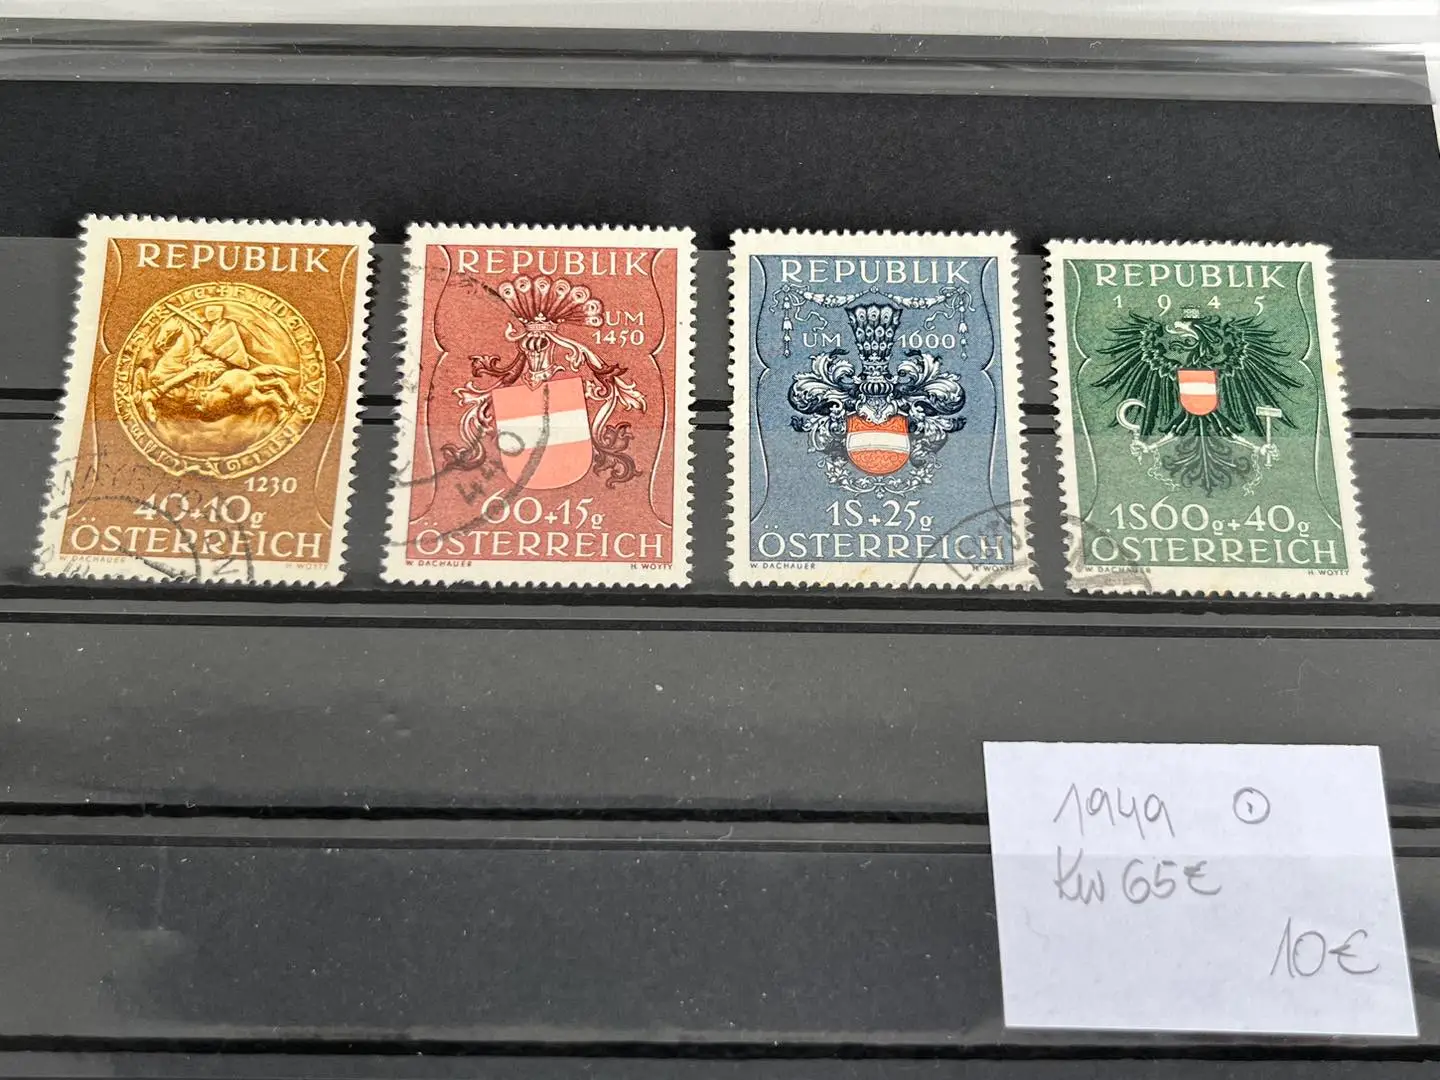 REPUBLIK
1230
40+10g
ÖSTERREICH
W. DACHAUER
H. WOYTY
REPUBLIK
UM
1450
60+15g
ÖSTERREICH
W. DACHAUER
H. WOYTY
440
REPUBLIK
UM 1600
1S+25g
ÖSTERREICH
W. DACHAUER
H. WOYTY
REPUBLIK
1945
1S60g+40g
ÖSTERREICH
W. DACHAUER
H. WOYTY
1949
KW 65€
10€